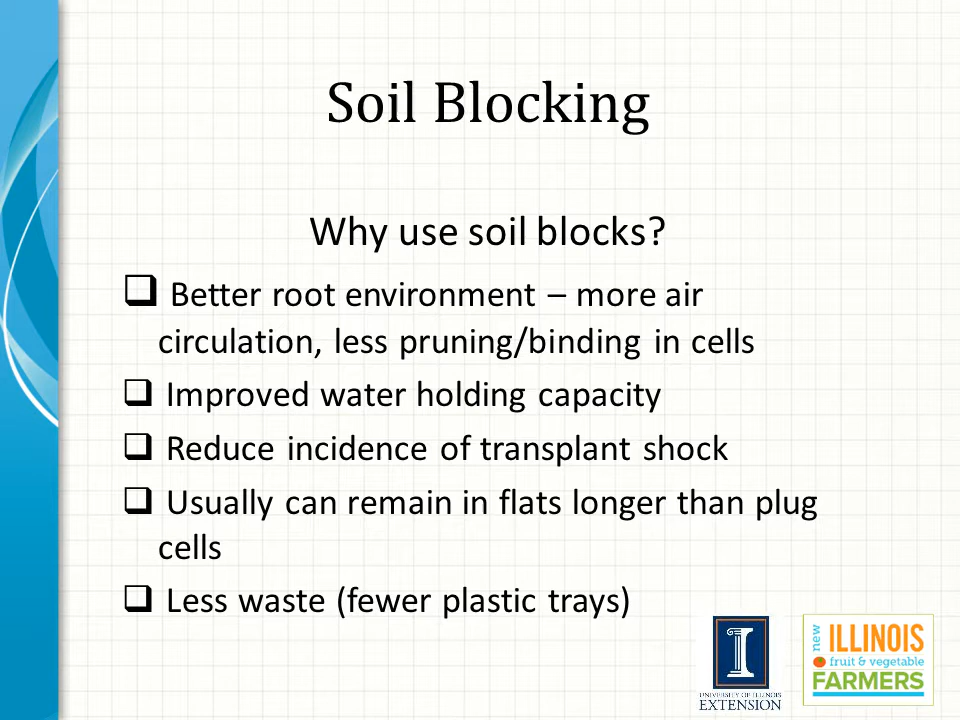 Soil Blocking
Why use soil blocks?
❑ Better root environment – more air
circulation, less pruning/binding in cells
❑ Improved water holding capacity
❑ Reduce incidence of transplant shock
❑ Usually can remain in flats longer than plug
cells
❑ Less waste (fewer plastic trays)
I
UNIVERSITY OF ILLINOIS
EXTENSION
new
ILLINOIS
fruit & vegetable
FARMERS